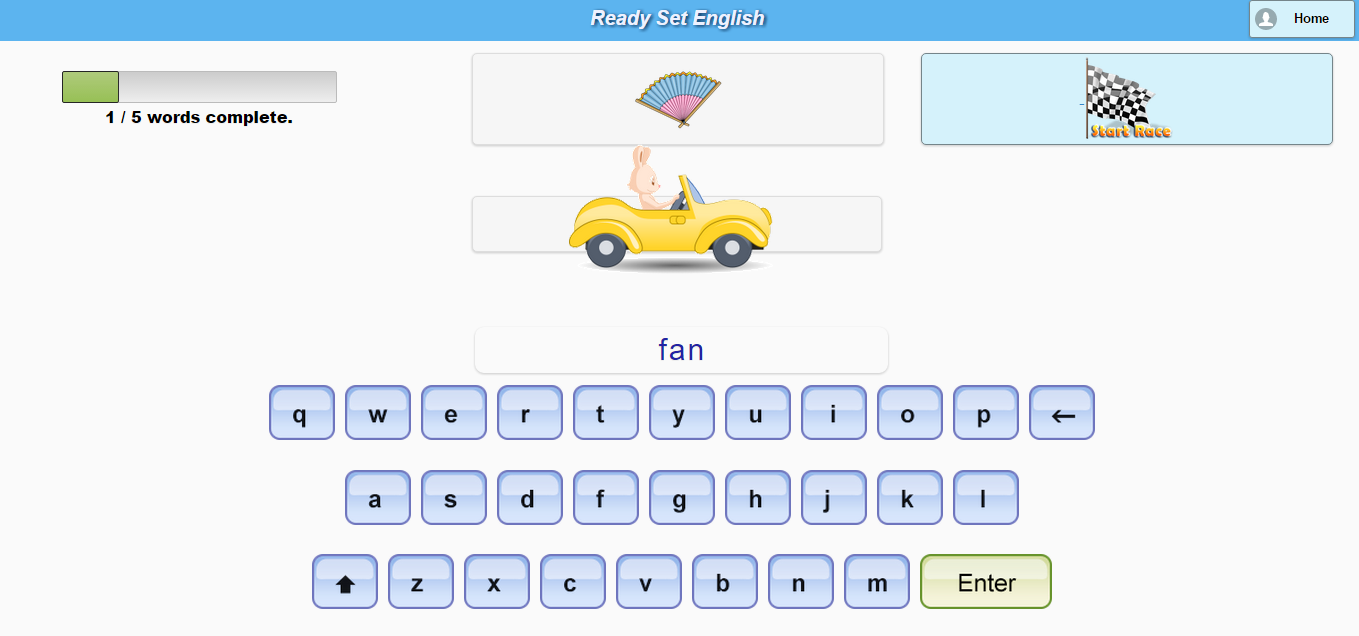 Ready Set English
Home
1 / 5 words complete.
Start Race
fan
q w e r t y u i o p ←
a s d f g h j k l
z x c v b n m Enter